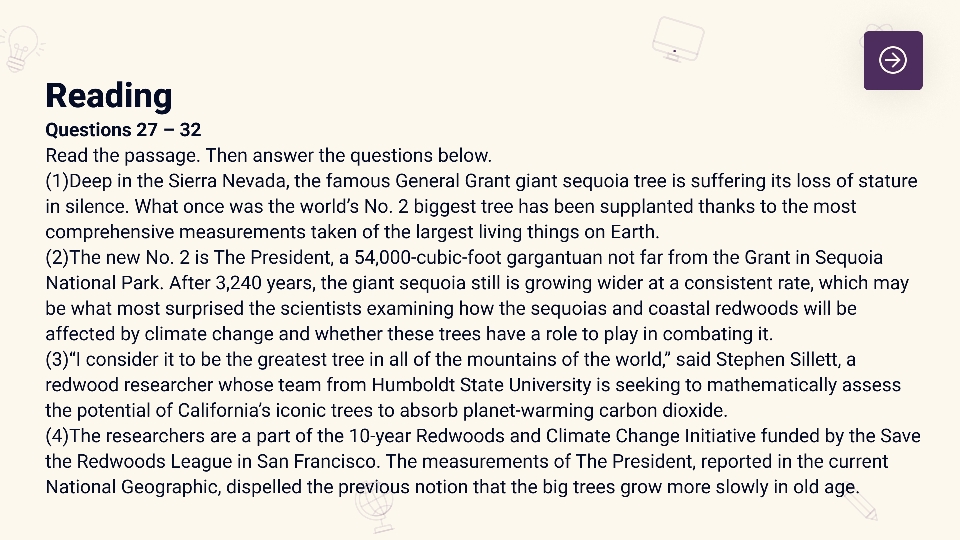 Reading
Questions 27 – 32
Read the passage. Then answer the questions below.
(1)Deep in the Sierra Nevada, the famous General Grant giant sequoia tree is suffering its loss of stature
in silence. What once was the world’s No. 2 biggest tree has been supplanted thanks to the most
comprehensive measurements taken of the largest living things on Earth.
(2)The new No. 2 is The President, a 54,000-cubic-foot gargantuan not far from the Grant in Sequoia
National Park. After 3,240 years, the giant sequoia still is growing wider at a consistent rate, which may
be what most surprised the scientists examining how the sequoias and coastal redwoods will be
affected by climate change and whether these trees have a role to play in combating it.
(3)“I consider it to be the greatest tree in all of the mountains of the world,” said Stephen Sillett, a
redwood researcher whose team from Humboldt State University is seeking to mathematically assess
the potential of California’s iconic trees to absorb planet-warming carbon dioxide.
(4)The researchers are a part of the 10-year Redwoods and Climate Change Initiative funded by the Save
the Redwoods League in San Francisco. The measurements of The President, reported in the current
National Geographic, dispelled the previous notion that the big trees grow more slowly in old age.